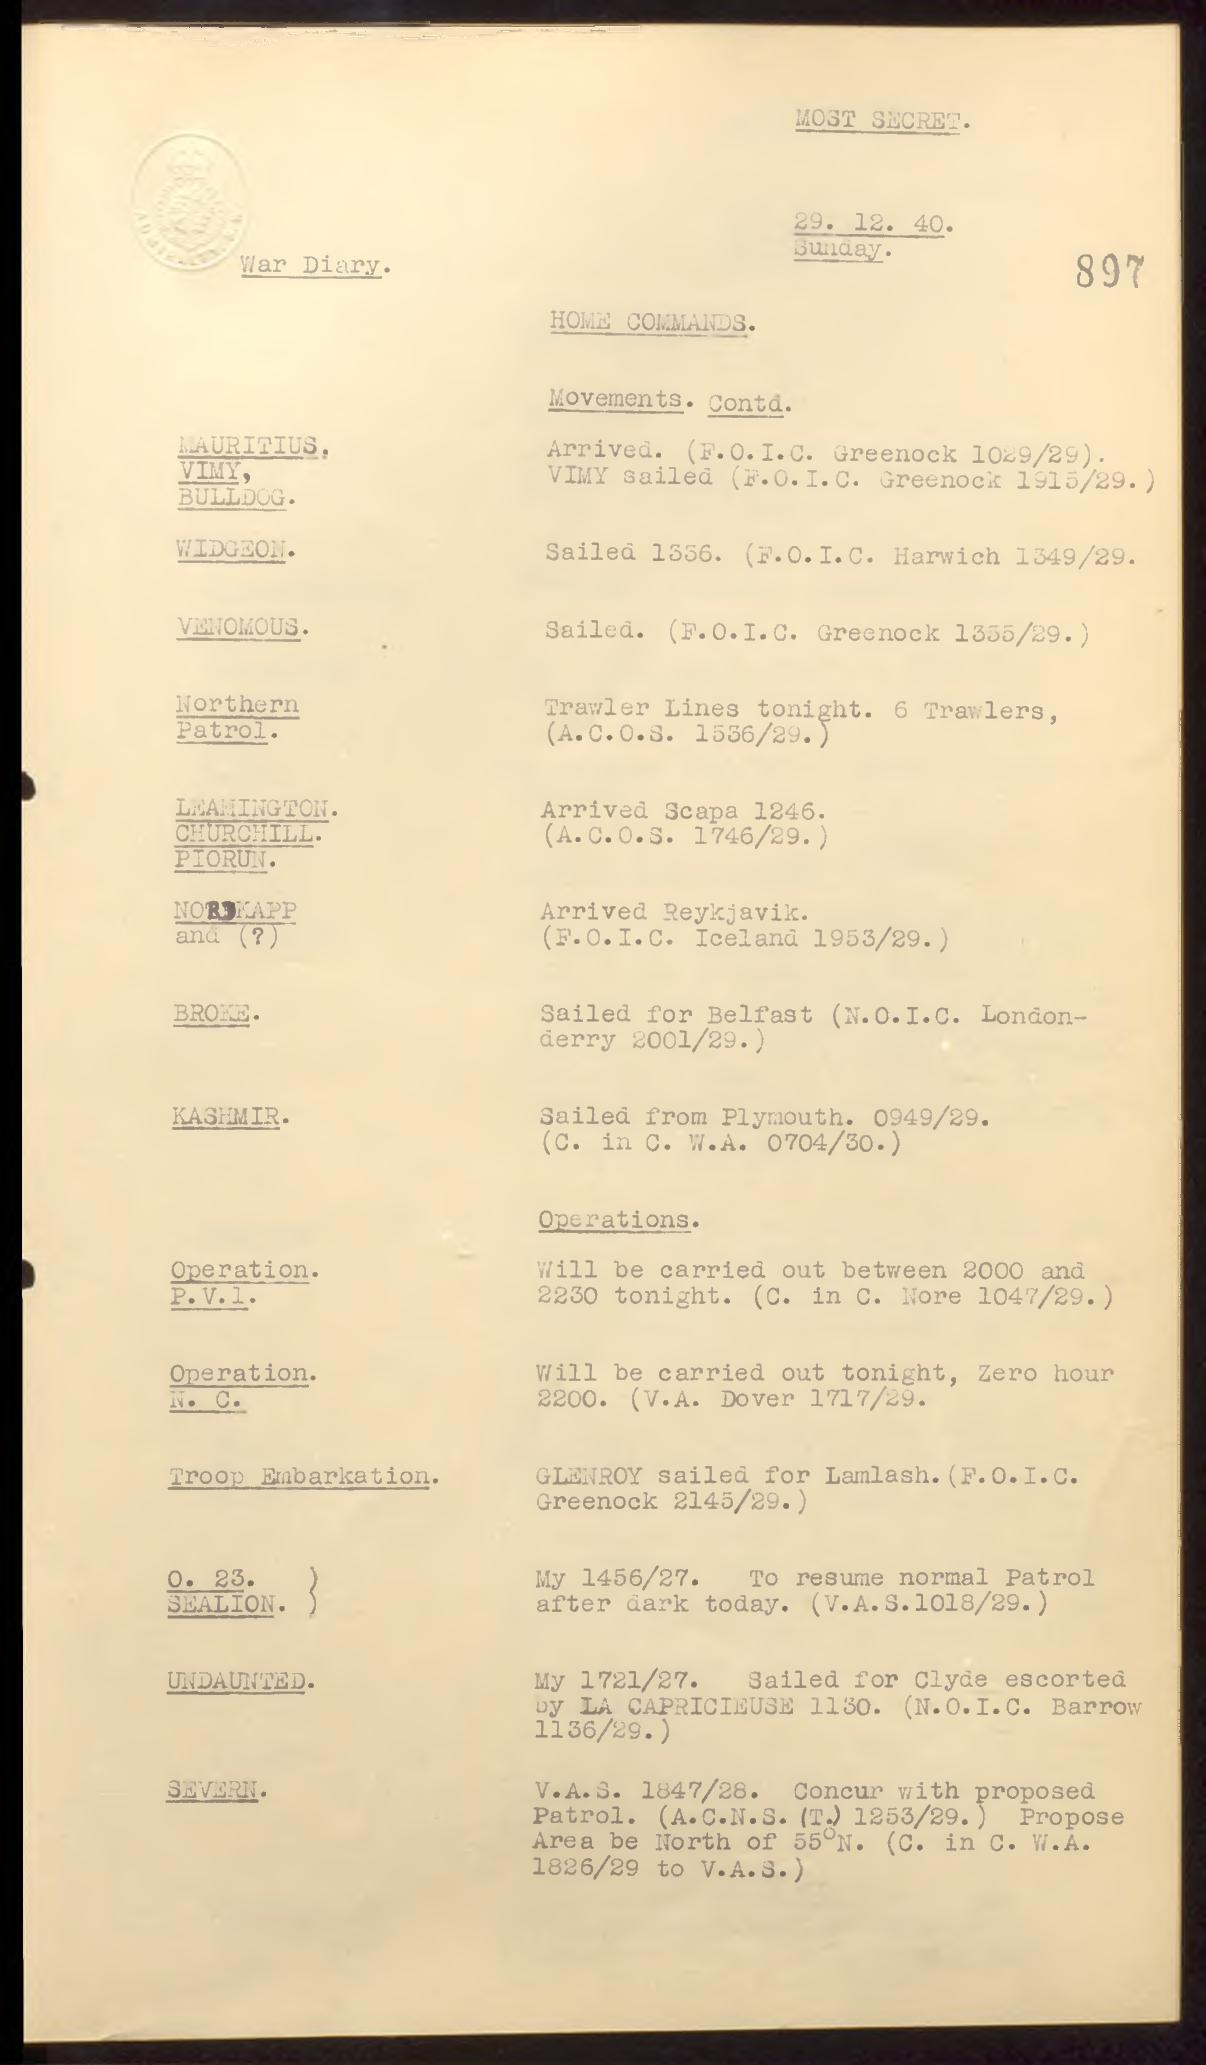 MOST SECRET.
29. 12. 40.
Sunday.
War Diary.
897
HOME COMMANDS.
Movements. Contd.
MAURITIUS. Arrived. (F.O.I.C. Greenock 1029/29).
VIMY, VIMY sailed (F.O.I.C. Greenock 1915/29.)
BULLDOG.
WIDGEON. Sailed 1336. (F.O.I.C. Harwich 1349/29.
VENOMOUS. Sailed. (F.O.I.C. Greenock 1355/29.)
Northern Trawler Lines tonight. 6 Trawlers,
Patrol. (A.C.O.S. 1536/29.)
LEAMINGTON. Arrived Scapa 1246.
CHURCHILL. (A.C.O.S. 1746/29.)
PIORUN.
NORDKAPP Arrived Reykjavik.
and (?) (F.O.I.C. Iceland 1953/29.)
BROKE. Sailed for Belfast (N.O.I.C. London-
derry 2001/29.)
KASHMIR. Sailed from Plymouth. 0949/29.
(C. in C. W.A. 0704/30.)
Operations.
Operation. Will be carried out between 2000 and
P.V.1. 2230 tonight. (C. in C. Nore 1047/29.)
Operation. Will be carried out tonight, Zero hour
N. C. 2200. (V.A. Dover 1717/29.
Troop Embarkation. GLENROY sailed for Lamlash.(F.O.I.C.
Greenock 2145/29.)
O. 23. ) My 1456/27. To resume normal Patrol
SEALION. ) after dark today. (V.A.S.1018/29.)
UNDAUNTED. My 1721/27. Sailed for Clyde escorted
by LA CAPRICIEUSE 1130. (N.O.I.C. Barrow
1136/29.)
SEVERN. V.A.S. 1847/28. Concur with proposed
Patrol. (A.C.N.S. (T.) 1253/29.) Propose
Area be North of 55°N. (C. in C. W.A.
1826/29 to V.A.S.)